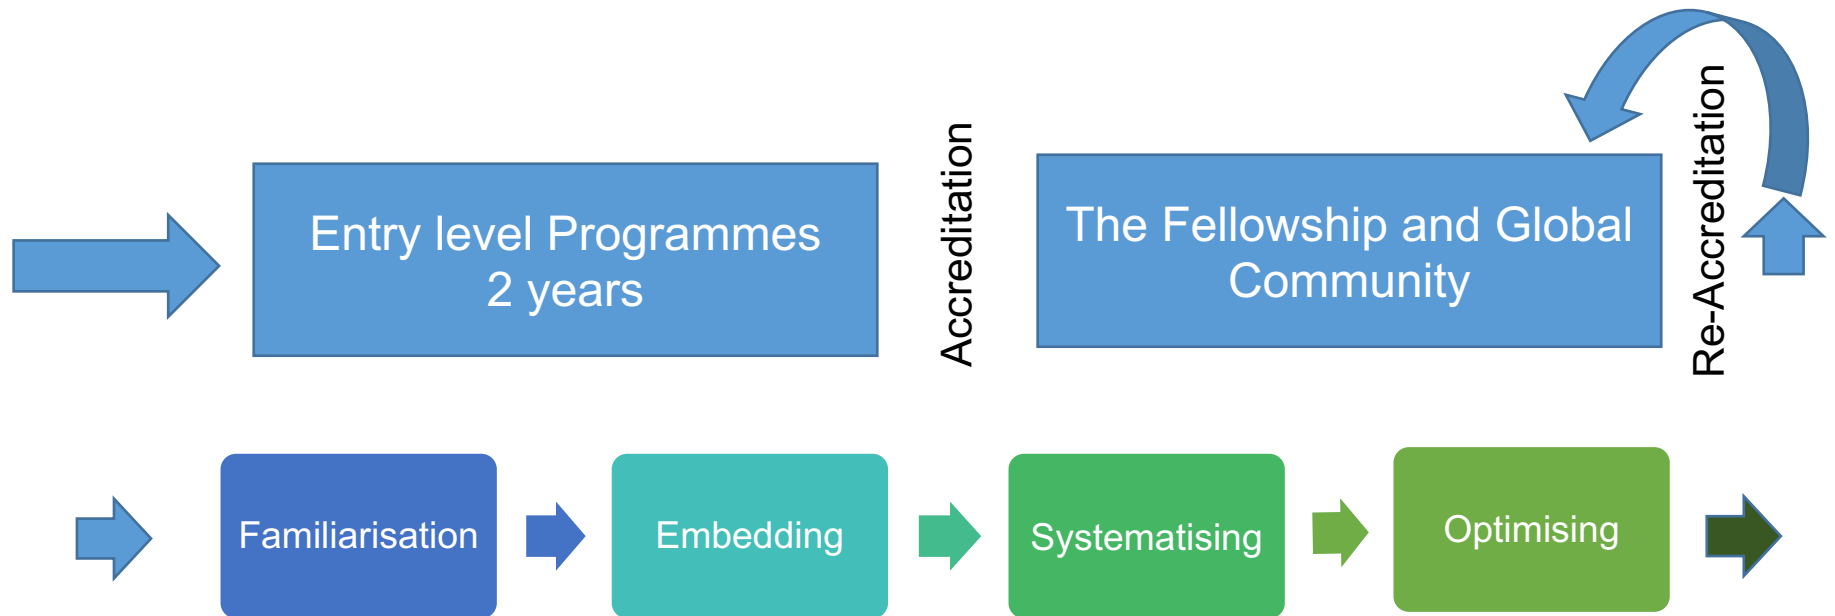 Entry level Programmes
2 years
Accreditation
The Fellowship and Global
Community
Re-Accreditation
Familiarisation
Embedding
Systematising
Optimising